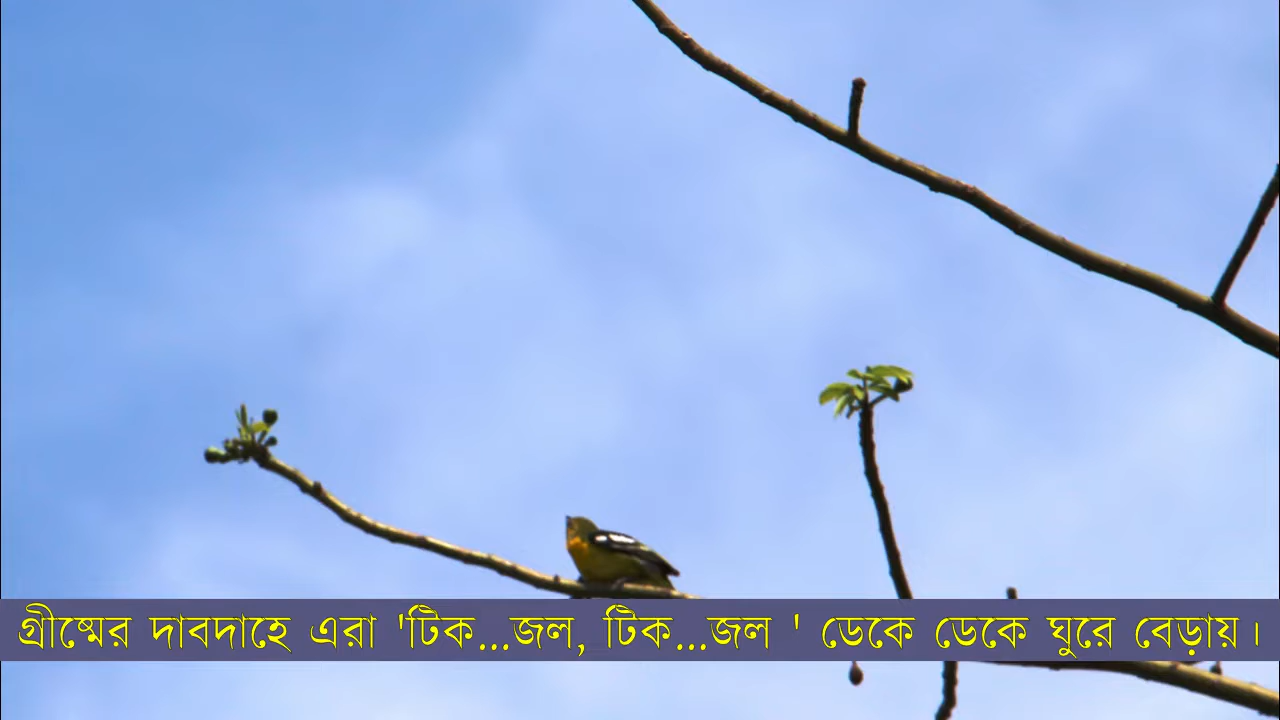 গ্রীষ্মের দাবদাহে এরা 'টিক...জল, টিক...জল ' ডেকে ডেকে ঘুরে বেড়ায়।